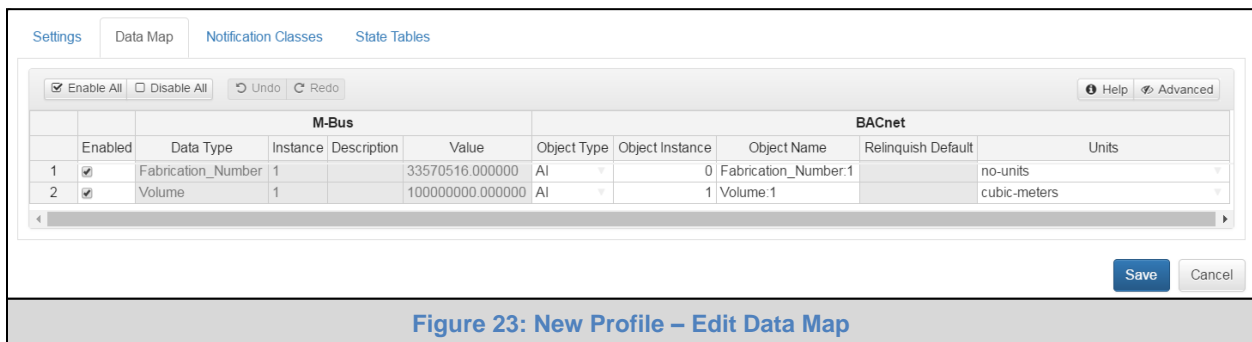 Settings Data Map Notification Classes State Tables
Enable All Disable All Undo Redo Help Advanced
M-Bus BACnet
Enabled Data Type Instance Description Value Object Type Object Instance Object Name Relinquish Default Units
1 Fabrication_Number 1 33570516.000000 AI 0 Fabrication_Number:1 no-units
2 Volume 1 100000000.000000 AI 1 Volume:1 cubic-meters
Save Cancel
Figure 23: New Profile – Edit Data Map